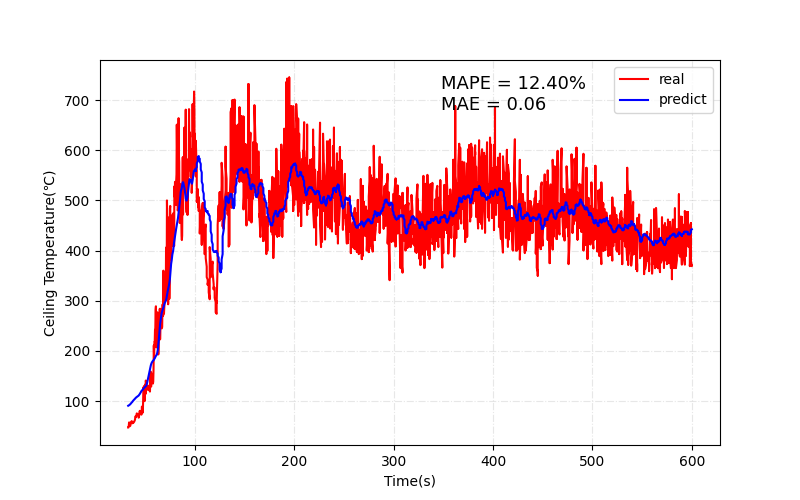 MAPE = 12.40%
MAE = 0.06
real
predict
Ceiling Temperature(℃)
700
600
500
400
300
200
100
100 200 300 400 500 600
Time(s)